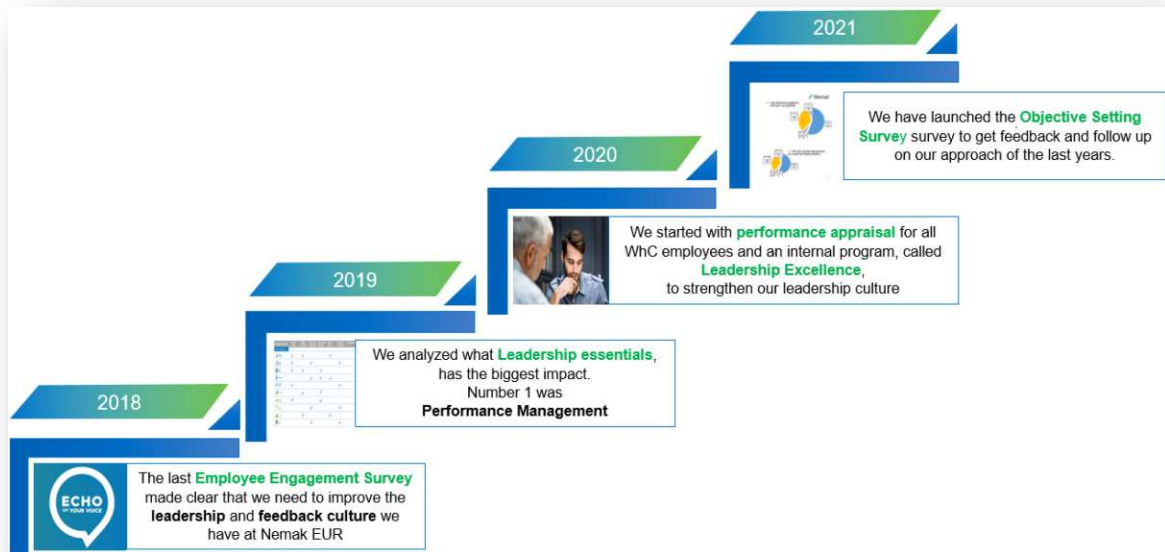 2021
We have launched the Objective Setting
Survey survey to get feedback and follow up
on our approach of the last years.
2020
We started with performance appraisal for all
WhC employees and an internal program, called
Leadership Excellence,
to strengthen our leadership culture
2019
We analyzed what Leadership essentials,
has the biggest impact.
Number 1 was
Performance Management
2018
ECHO
The last Employee Engagement Survey
made clear that we need to improve the
leadership and feedback culture we
have at Nemak EUR